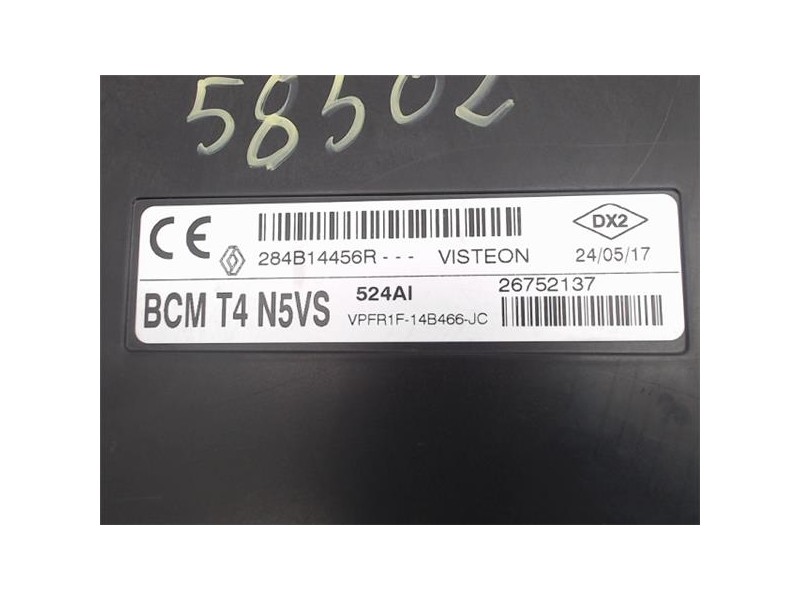 58502
CE
DX2
284B14456R--- VISTEON 24/05/17
BCM T4 N5VS 524AI 26752137
VPFR1F-14B466-JC